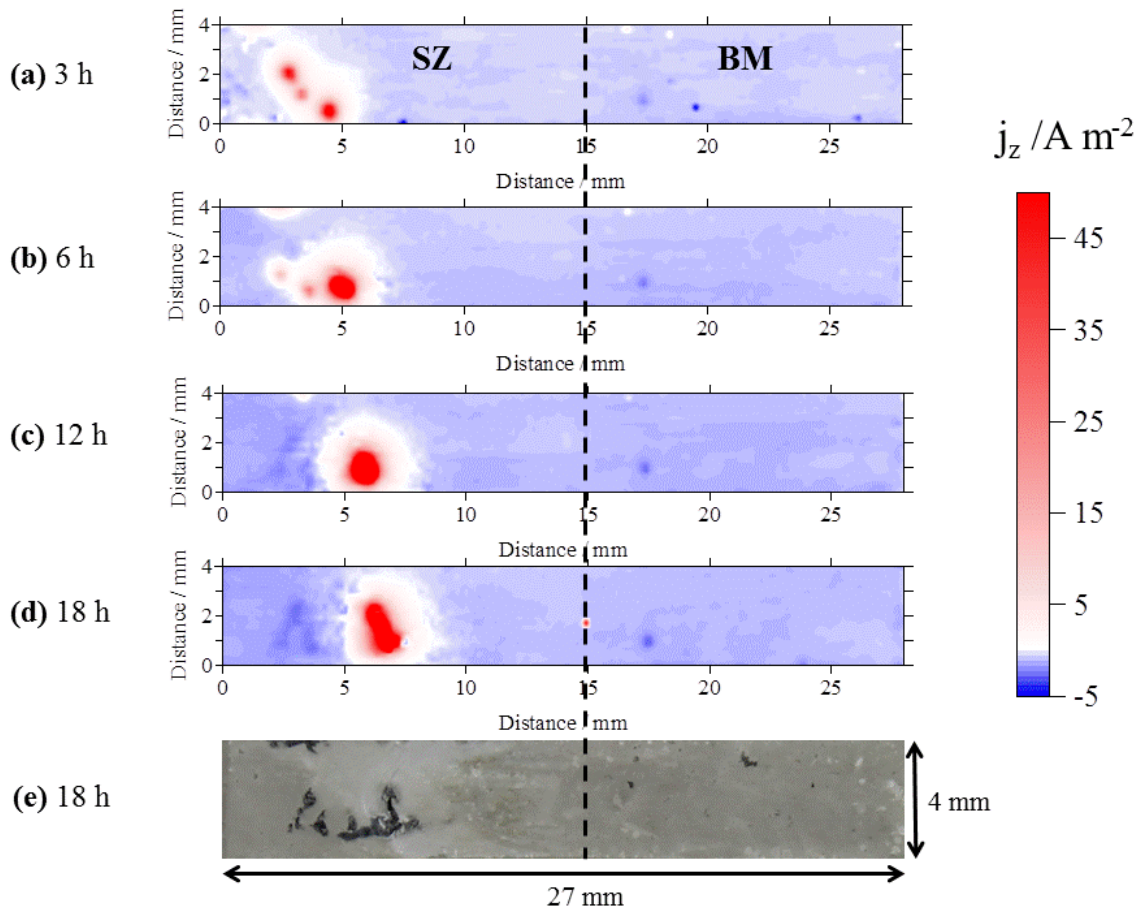 (a) 3 h
Distance / mm
4
2
0
SZ
BM
0 5 10 15 20 25
Distance / mm
(b) 6 h
Distance / mm
4
2
0
0 5 10 15 20 25
Distance / mm
(c) 12 h
Distance / mm
4
2
0
0 5 10 15 20 25
Distance / mm
(d) 18 h
Distance / mm
4
2
0
0 5 10 15 20 25
Distance / mm
(e) 18 h
4 mm
27 mm
jz /A m-2
45
35
25
15
5
-5